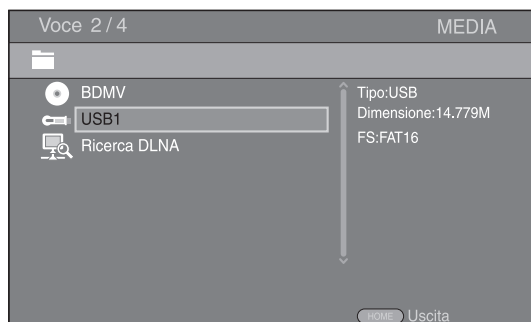 Voce 2 / 4
MEDIA
BDMV
USB1
Ricerca DLNA
Tipo:USB
Dimensione:14.779M
FS:FAT16
HOME Uscita